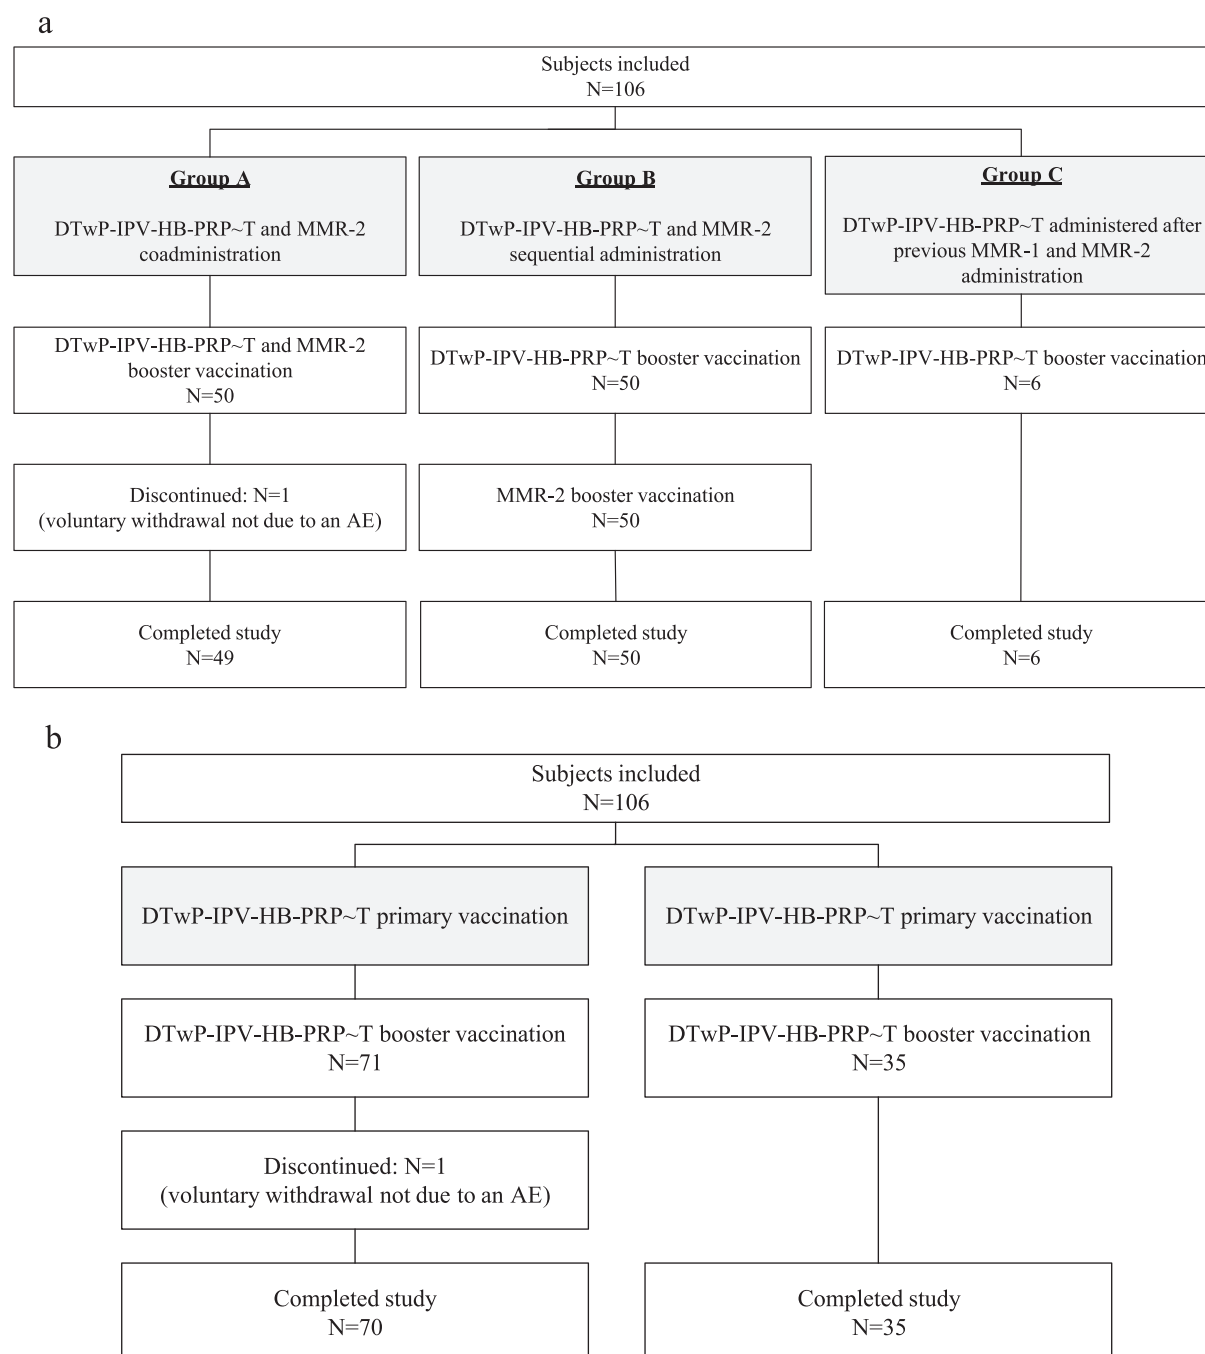 a
Subjects included
N=106
Group A
DTwP-IPV-HB-PRP~T and MMR-2
coadministration
Group B
DTwP-IPV-HB-PRP~T and MMR-2
sequential administration
Group C
DTwP-IPV-HB-PRP~T administered after
previous MMR-1 and MMR-2
administration
DTwP-IPV-HB-PRP~T and MMR-2
booster vaccination
N=50
DTwP-IPV-HB-PRP~T booster vaccination
N=50
DTwP-IPV-HB-PRP~T booster vaccination
N=6
Discontinued: N=1
(voluntary withdrawal not due to an AE)
MMR-2 booster vaccination
N=50
Completed study
N=49
Completed study
N=50
Completed study
N=6
b
Subjects included
N=106
DTwP-IPV-HB-PRP~T primary vaccination
DTwP-IPV-HB-PRP~T primary vaccination
DTwP-IPV-HB-PRP~T booster vaccination
N=71
DTwP-IPV-HB-PRP~T booster vaccination
N=35
Discontinued: N=1
(voluntary withdrawal not due to an AE)
Completed study
N=70
Completed study
N=35